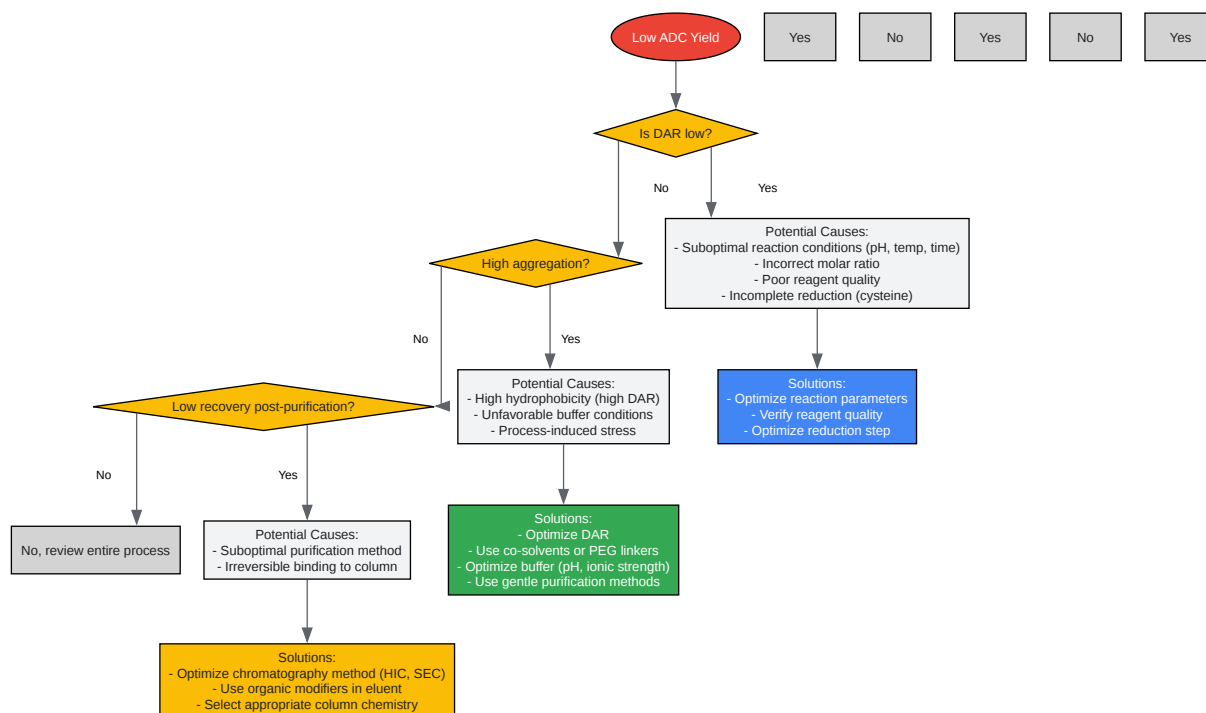 Low ADC Yield
Yes
No
Yes
No
Yes
Is DAR low?
No
Yes
Potential Causes:
- Suboptimal reaction conditions (pH, temp, time)
- Incorrect molar ratio
- Poor reagent quality
- Incomplete reduction (cysteine)
High aggregation?
No
Yes
Solutions:
- Optimize reaction parameters
- Verify reagent quality
- Optimize reduction step
Potential Causes:
- High hydrophobicity (high DAR)
- Unfavorable buffer conditions
- Process-induced stress
Low recovery post-purification?
No
Yes
Solutions:
- Optimize DAR
- Use co-solvents or PEG linkers
- Optimize buffer (pH, ionic strength)
- Use gentle purification methods
No, review entire process
Potential Causes:
- Suboptimal purification method
- Irreversible binding to column
Solutions:
- Optimize chromatography method (HIC, SEC)
- Use organic modifiers in eluent
- Select appropriate column chemistry